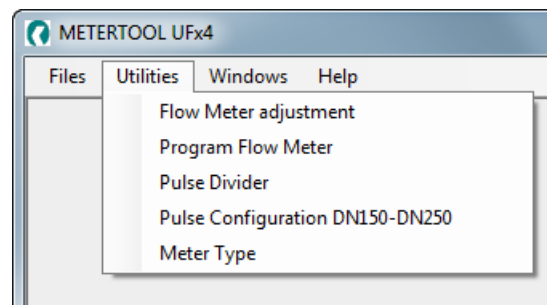 METERTOOL UFx4
Files Utilities Windows Help
Flow Meter adjustment
Program Flow Meter
Pulse Divider
Pulse Configuration DN150-DN250
Meter Type